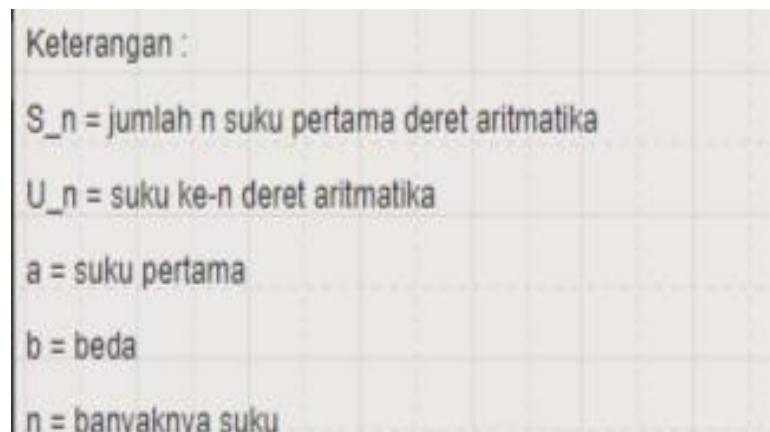 Keterangan :
S_n = jumlah n suku pertama deret aritmatika
U_n = suku ke-n deret aritmatika
a = suku pertama
b = beda
n = banyaknya suku